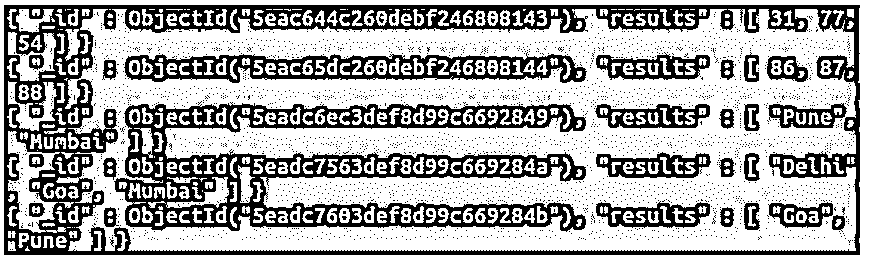 { "_id" : ObjectId("5eac644c260debf246808143"), "results" : [ 31, 77,
 54 ] }
{ "_id" : ObjectId("5eac65dc260debf246808144"), "results" : [ 86, 87,
 88 ] }
{ "_id" : ObjectId("5eadc6ec3def8d99c6692849"), "results" : [ "Pune",
 "Mumbai" ] }
{ "_id" : ObjectId("5eadc7563def8d99c669284a"), "results" : [ "Delhi"
, "Goa", "Mumbai" ] }
{ "_id" : ObjectId("5eadc7603def8d99c669284b"), "results" : [ "Goa",
"Pune" ] }